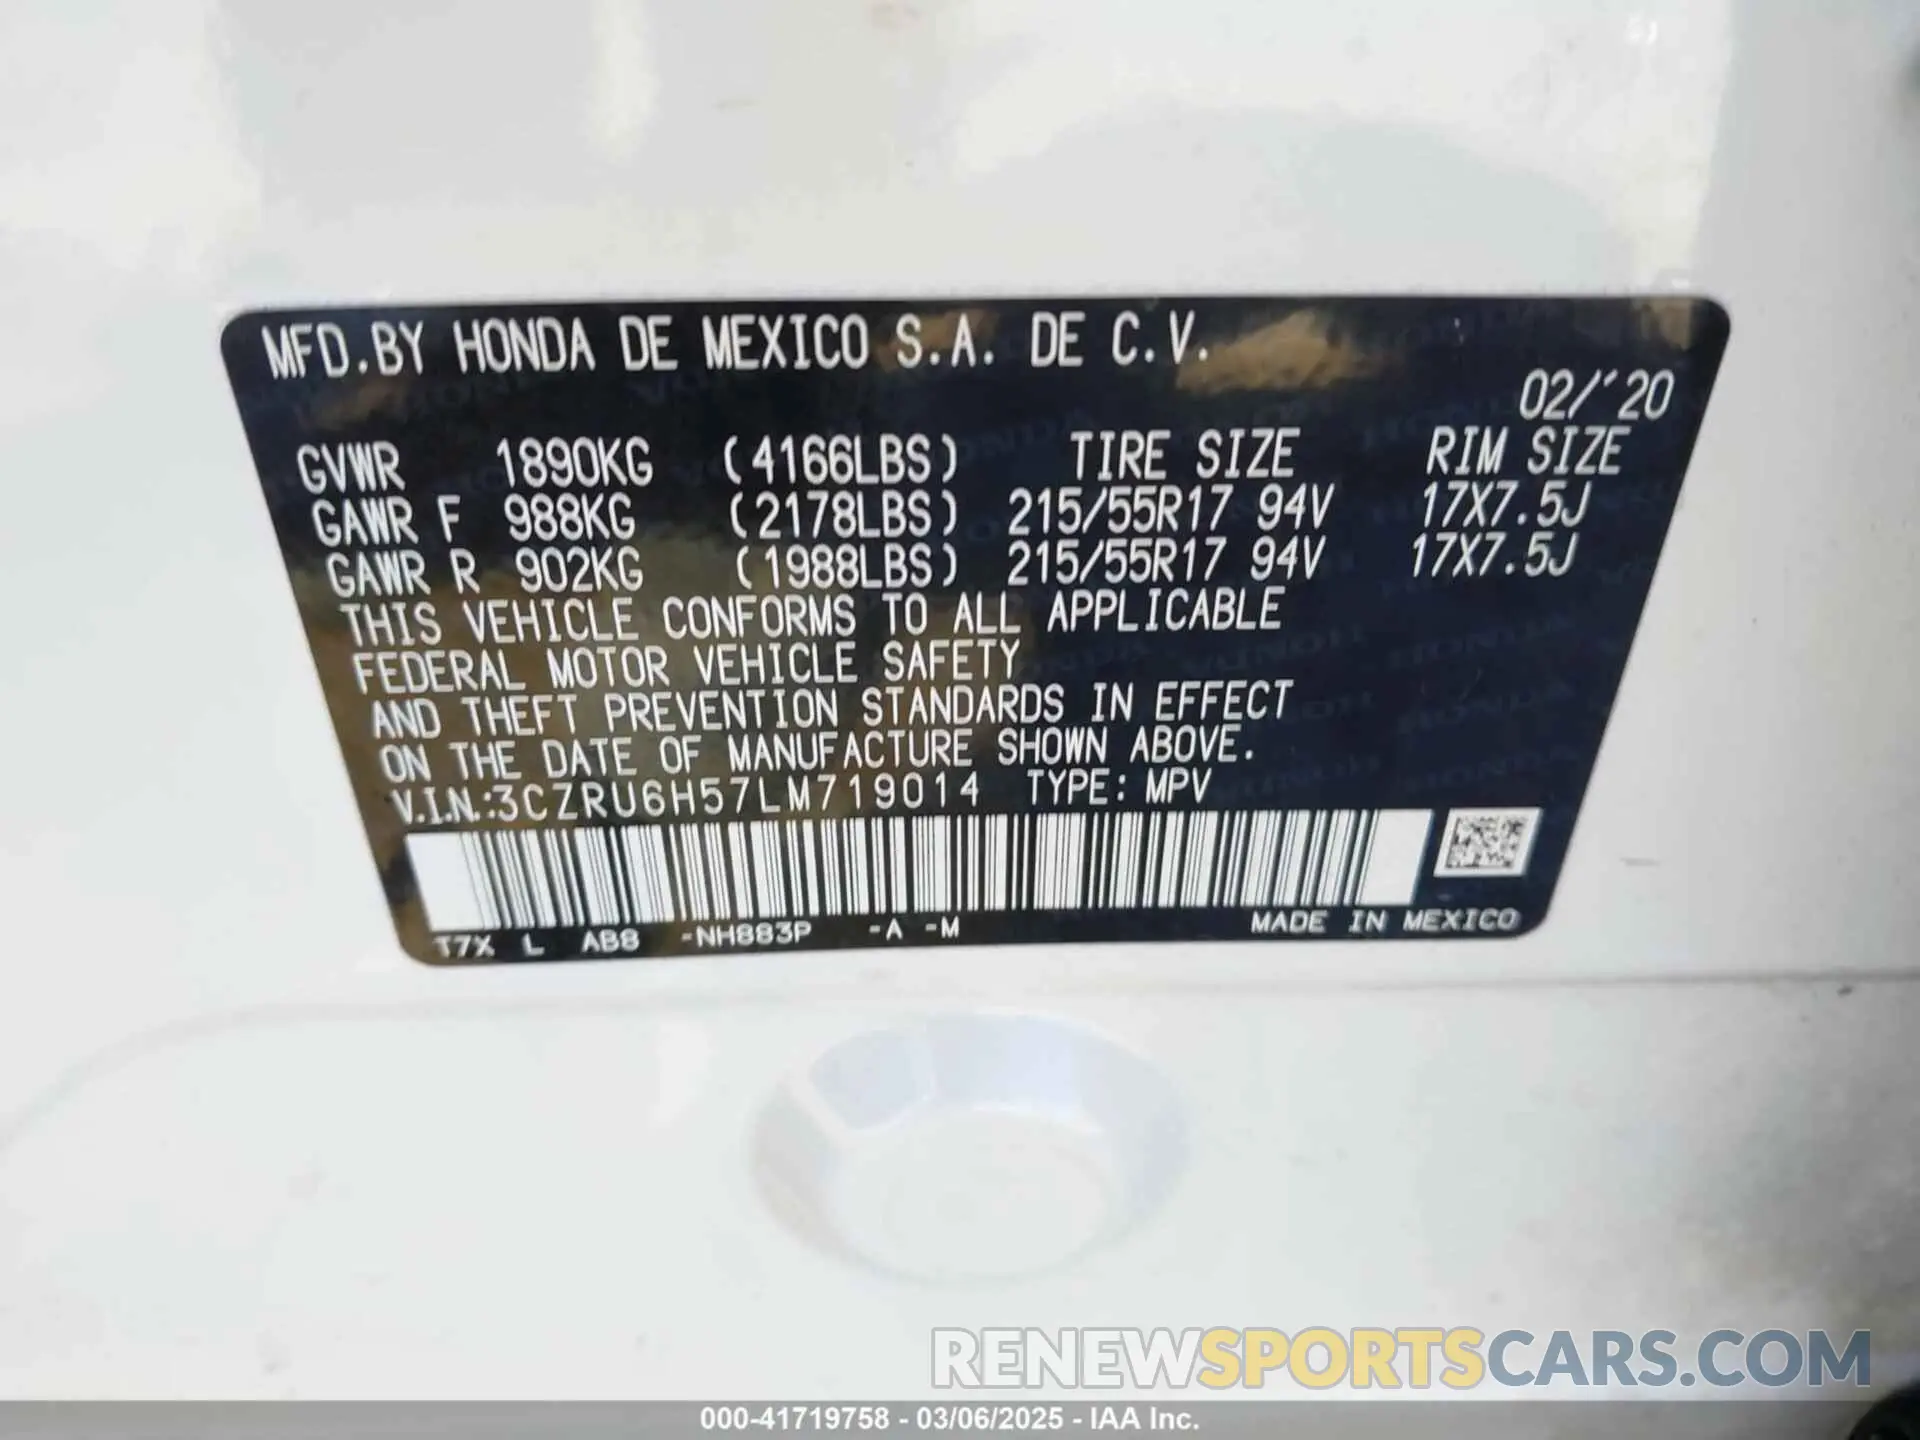 MFD.BY HONDA DE MEXICO S.A. DE C.V.
02/'20
GVWR 1890KG (4166LBS) TIRE SIZE RIM SIZE
GAWR F 988KG (2178LBS) 215/55R17 94V 17X7.5J
GAWR R 902KG (1988LBS) 215/55R17 94V 17X7.5J
THIS VEHICLE CONFORMS TO ALL APPLICABLE
FEDERAL MOTOR VEHICLE SAFETY
AND THEFT PREVENTION STANDARDS IN EFFECT
ON THE DATE OF MANUFACTURE SHOWN ABOVE.
V.I.N.:3CZRU6H57LM719014 TYPE: MPV
T7X L AB8 -NH883P -A -M MADE IN MEXICO
RENEWSPORTSCARS.COM
000-41719758 - 03/06/2025 - IAA Inc.